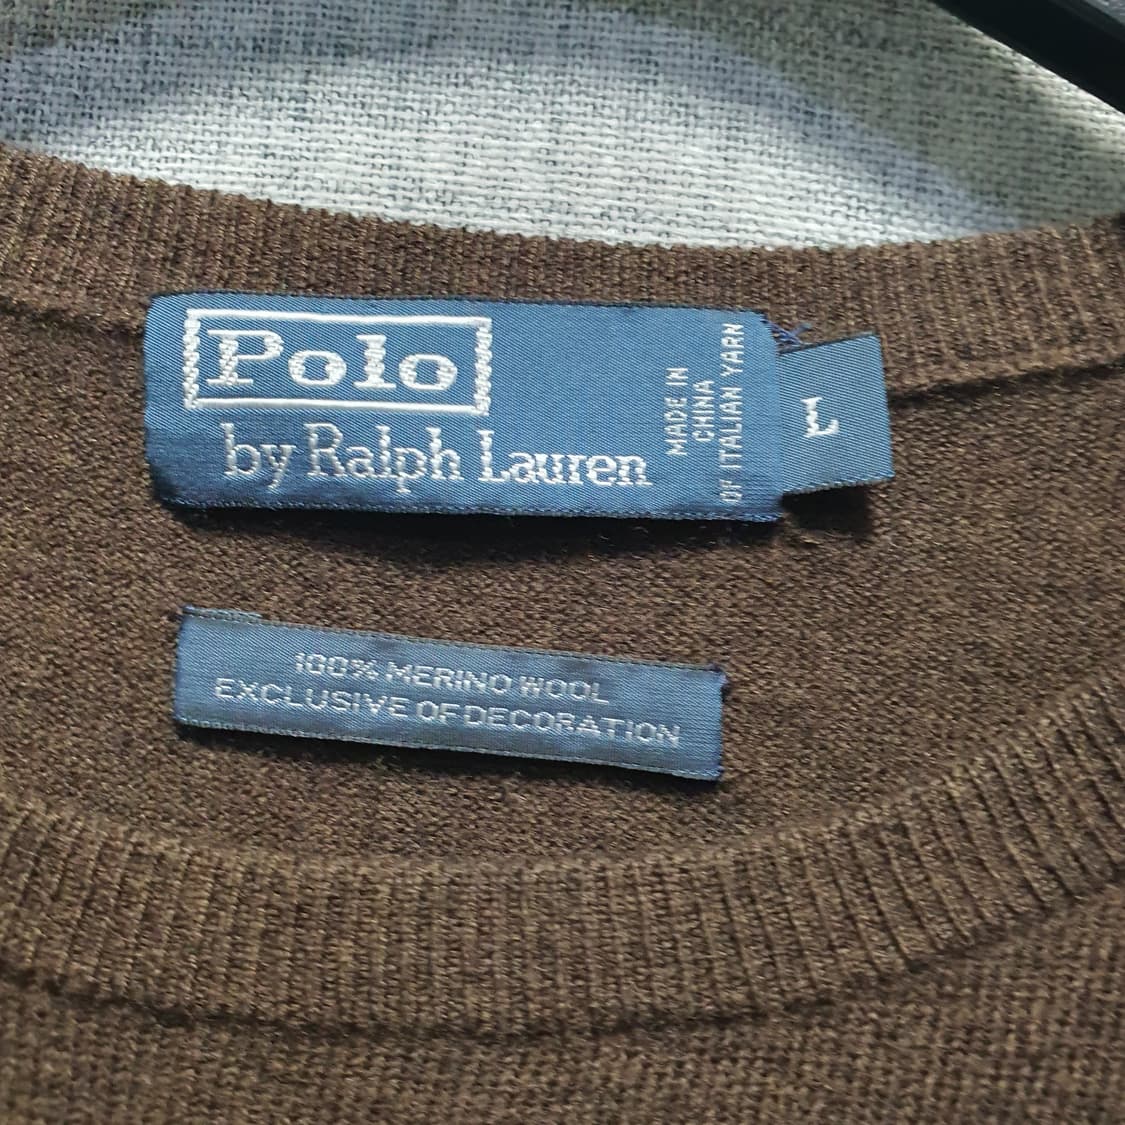 Polo
by Ralph Lauren
MADE IN
CHINA
OF ITALIAN YARN
L
100% MERINO WOOL
EXCLUSIVE OF DECORATION